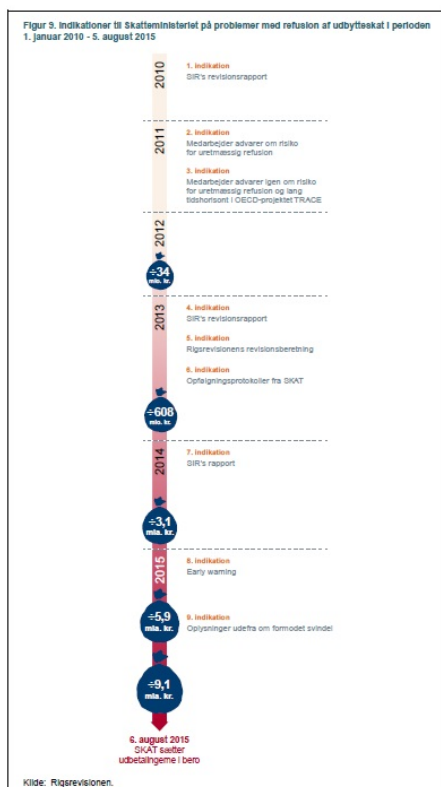 Figur 9. Indikationer til Skatteministeriet på problemer med refusion af udbytteskat i perioden
1. januar 2010 - 5. august 2015
2010
1. indikation
SIR's revisionsrapport
2011
2. indikation
Medarbejder advarer om risiko
for uretmæssig refusion
3. indikation
Medarbejder advarer igen om risiko
for uretmæssig refusion og lang
tidshorisont i OECD-projektet TRACE
2012
÷34
mio. kr.
2013
4. indikation
SIR's revisionsrapport
5. indikation
Rigsrevisionens revisionsberetning
6. indikation
Opfølgningsprotokoller fra SKAT
÷608
mio. kr.
2014
7. indikation
SIR's rapport
÷3,1
mia. kr.
2015
8. indikation
Early warning
÷5,9
mia. kr.
9. indikation
Oplysninger udefra om formodet svindel
÷9,1
mia. kr.
6. august 2015
SKAT sætter
udbetalingerne i bero
Kilde: Rigsrevisionen.